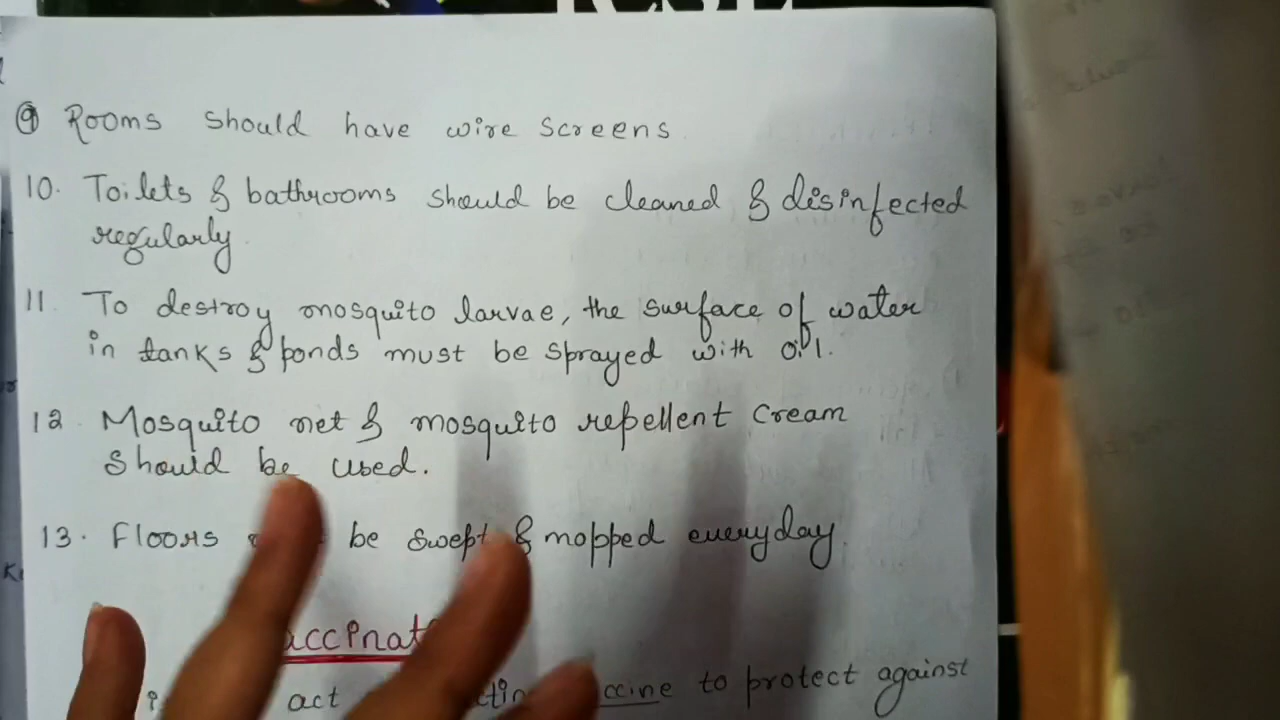 9 Rooms should have wire screens
10. Toilets & bathrooms should be cleaned & disinfected
regularly.
11. To destroy mosquito larvae, the surface of water
in tanks & ponds must be sprayed with oil.
12. Mosquito net & mosquito repellent cream
should be used.
13. Floors be swept & mopped everyday.
act vaccine to protect against